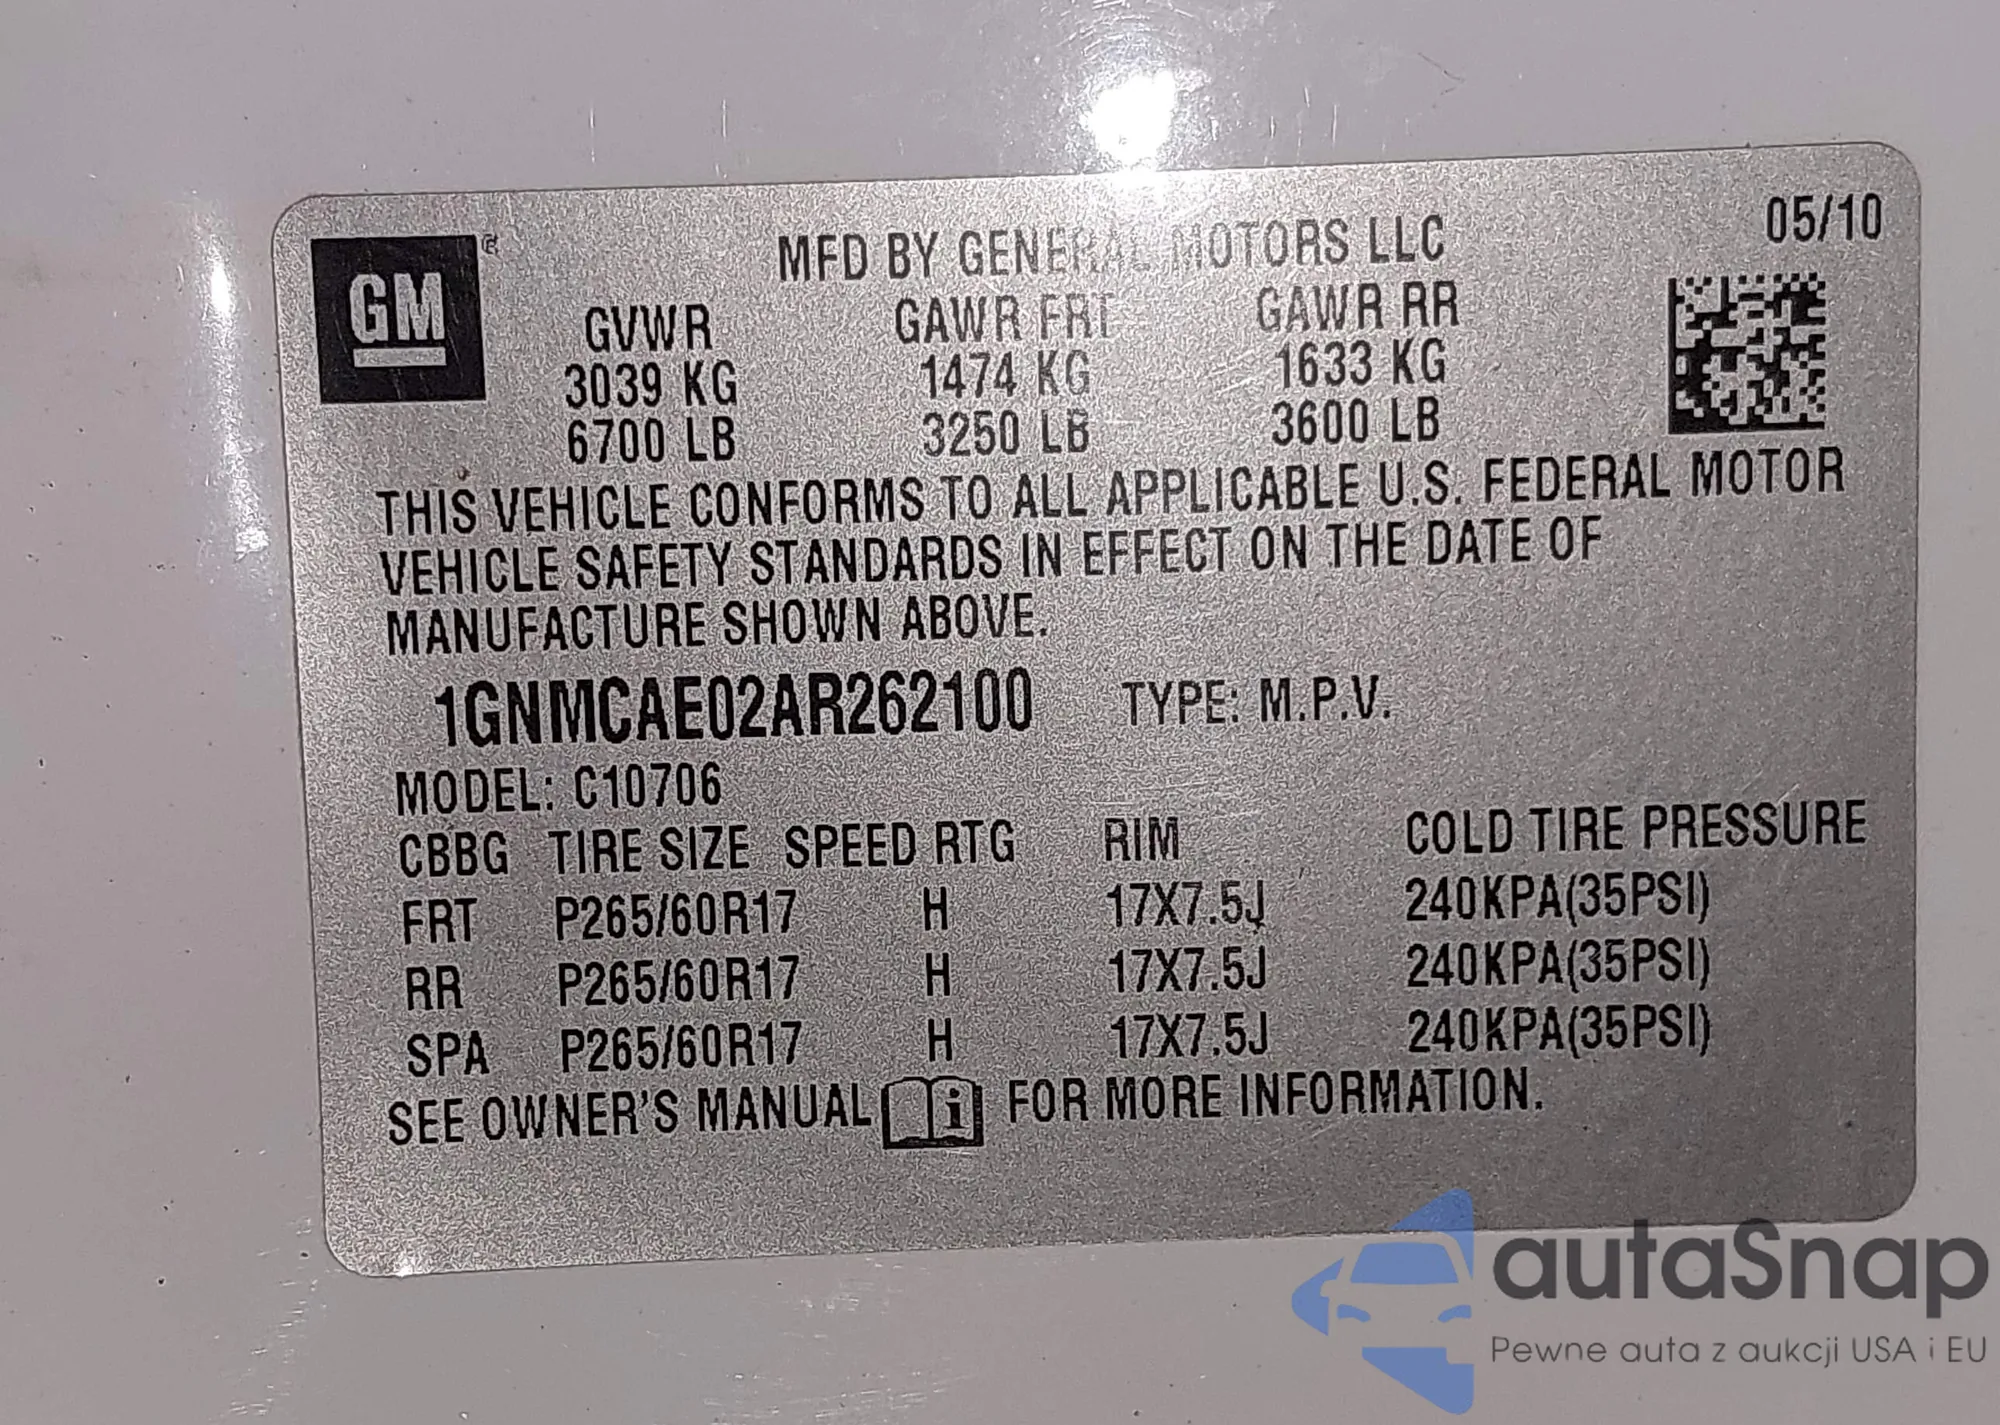 05/10
GM®
MFD BY GENERAL MOTORS LLC
GVWR GAWR FRT GAWR RR
3039 KG 1474 KG 1633 KG
6700 LB 3250 LB 3600 LB
THIS VEHICLE CONFORMS TO ALL APPLICABLE U.S. FEDERAL MOTOR
VEHICLE SAFETY STANDARDS IN EFFECT ON THE DATE OF
MANUFACTURE SHOWN ABOVE.
1GNMCAE02AR262100 TYPE: M.P.V.
MODEL: C10706
CBBG TIRE SIZE SPEED RTG RIM COLD TIRE PRESSURE
FRT P265/60R17 H 17X7.5J 240KPA(35PSI)
RR P265/60R17 H 17X7.5J 240KPA(35PSI)
SPA P265/60R17 H 17X7.5J 240KPA(35PSI)
SEE OWNER'S MANUAL i FOR MORE INFORMATION.
autaSnap
Pewne auta z aukcji USA i EU